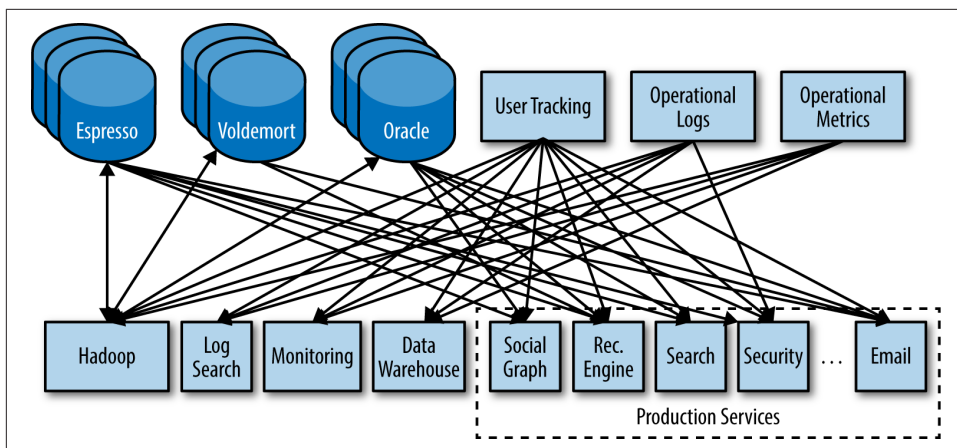 Espresso
Voldemort
Oracle
User Tracking
Operational
Logs
Operational
Metrics
Hadoop
Log
Search
Monitoring
Data
Warehouse
Social
Graph
Rec.
Engine
Search
Security
...
Email
Production Services